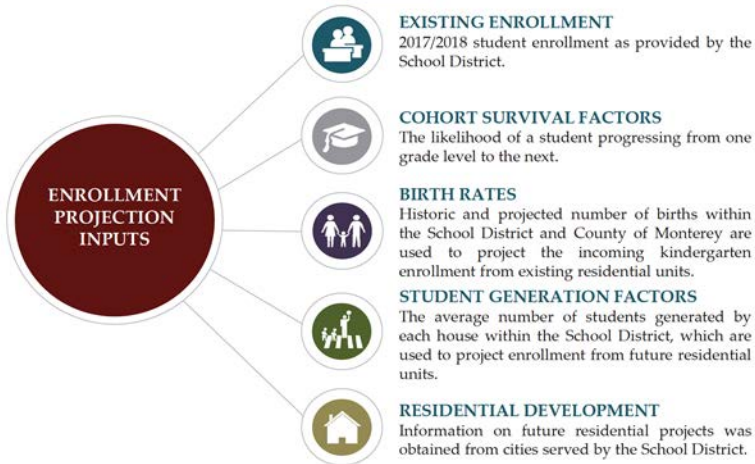 ENROLLMENT
PROJECTION
INPUTS
EXISTING ENROLLMENT
2017/2018 student enrollment as provided by the
School District.
COHORT SURVIVAL FACTORS
The likelihood of a student progressing from one
grade level to the next.
BIRTH RATES
Historic and projected number of births within
the School District and County of Monterey are
used to project the incoming kindergarten
enrollment from existing residential units.
STUDENT GENERATION FACTORS
The average number of students generated by
each house within the School District, which are
used to project enrollment from future residential
units.
RESIDENTIAL DEVELOPMENT
Information on future residential projects was
obtained from cities served by the School District.